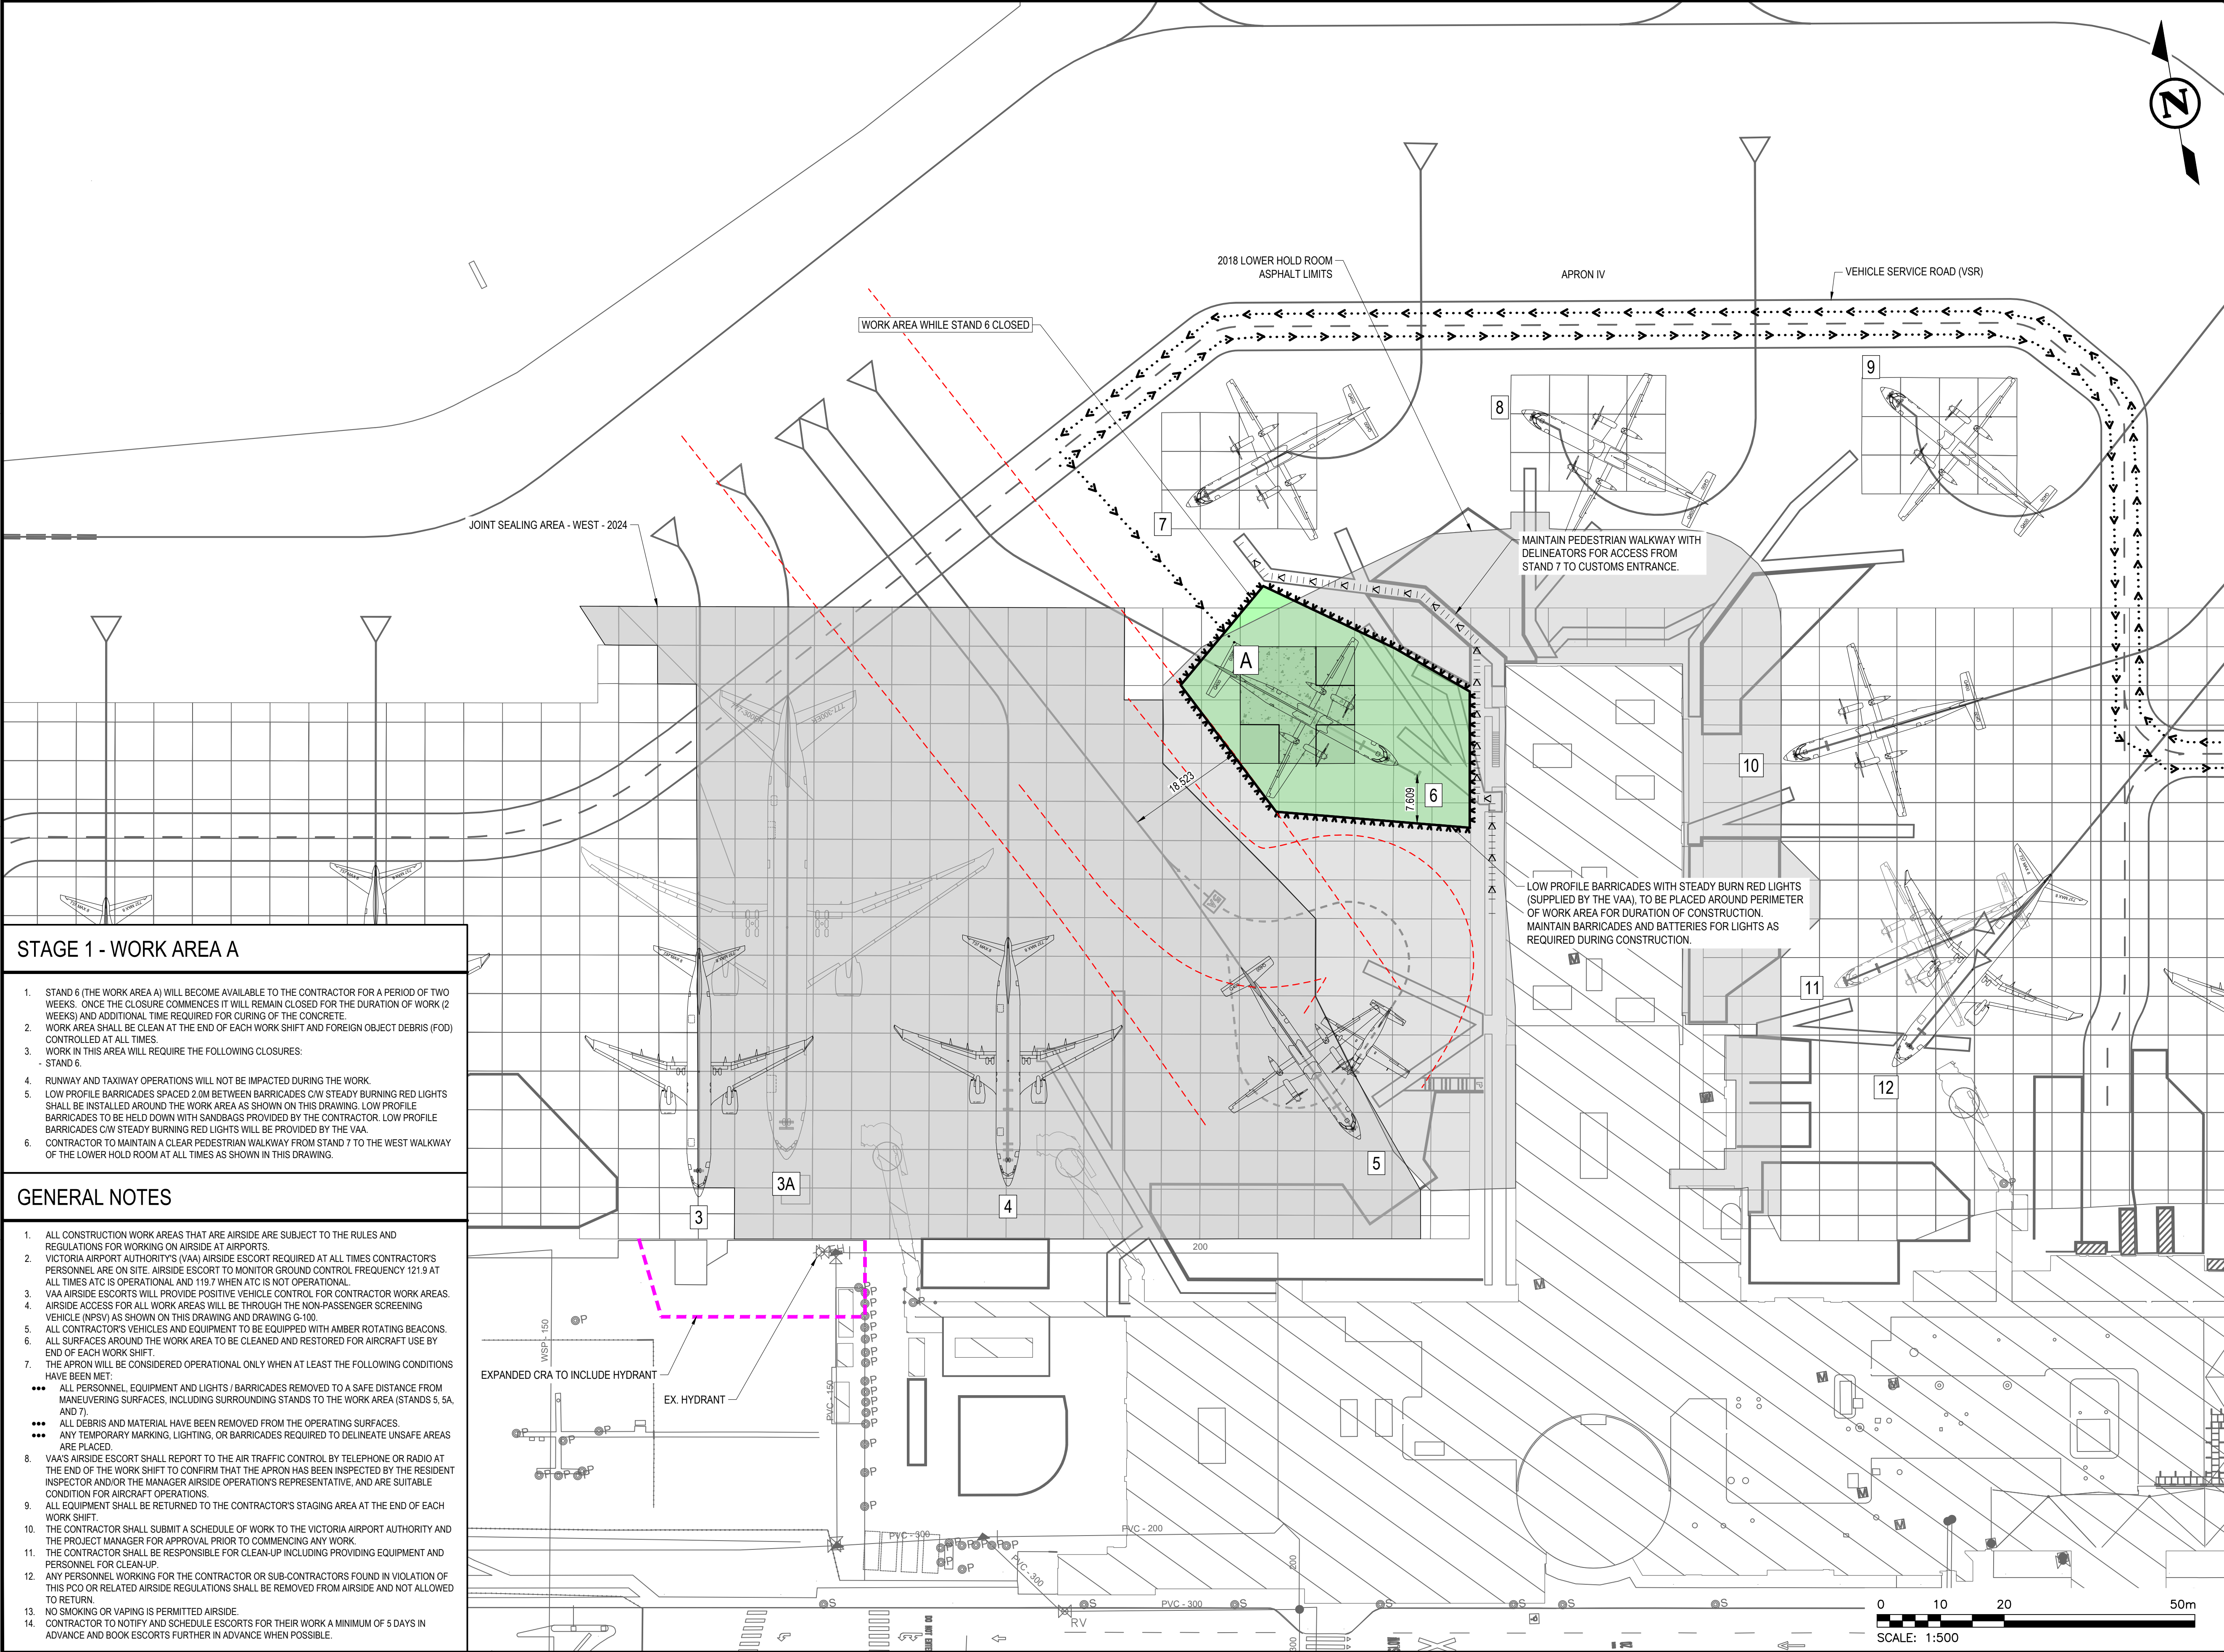 N
2018 LOWER HOLD ROOM
ASPHALT LIMITS
APRON IV
VEHICLE SERVICE ROAD (VSR)
WORK AREA WHILE STAND 6 CLOSED
9
8
7
JOINT SEALING AREA - WEST - 2024
MAINTAIN PEDESTRIAN WALKWAY WITH
DELINEATORS FOR ACCESS FROM
STAND 7 TO CUSTOMS ENTRANCE.
A
10
18.523
7.609
6
LOW PROFILE BARRICADES WITH STEADY BURN RED LIGHTS
(SUPPLIED BY THE VAA), TO BE PLACED AROUND PERIMETER
OF WORK AREA FOR DURATION OF CONSTRUCTION.
MAINTAIN BARRICADES AND BATTERIES FOR LIGHTS AS
REQUIRED DURING CONSTRUCTION.
5A
11
12
5
3A
4
3
STAGE 1 - WORK AREA A
1. STAND 6 (THE WORK AREA A) WILL BECOME AVAILABLE TO THE CONTRACTOR FOR A PERIOD OF TWO
WEEKS. ONCE THE CLOSURE COMMENCES IT WILL REMAIN CLOSED FOR THE DURATION OF WORK (2
WEEKS) AND ADDITIONAL TIME REQUIRED FOR CURING OF THE CONCRETE.
2. WORK AREA SHALL BE CLEAN AT THE END OF EACH WORK SHIFT AND FOREIGN OBJECT DEBRIS (FOD)
CONTROLLED AT ALL TIMES.
3. WORK IN THIS AREA WILL REQUIRE THE FOLLOWING CLOSURES:
- STAND 6.
4. RUNWAY AND TAXIWAY OPERATIONS WILL NOT BE IMPACTED DURING THE WORK.
5. LOW PROFILE BARRICADES SPACED 2.0M BETWEEN BARRICADES C/W STEADY BURNING RED LIGHTS
SHALL BE INSTALLED AROUND THE WORK AREA AS SHOWN ON THIS DRAWING. LOW PROFILE
BARRICADES TO BE HELD DOWN WITH SANDBAGS PROVIDED BY THE CONTRACTOR. LOW PROFILE
BARRICADES C/W STEADY BURNING RED LIGHTS WILL BE PROVIDED BY THE VAA.
6. CONTRACTOR TO MAINTAIN A CLEAR PEDESTRIAN WALKWAY FROM STAND 7 TO THE WEST WALKWAY
OF THE LOWER HOLD ROOM AT ALL TIMES AS SHOWN IN THIS DRAWING.
GENERAL NOTES
1. ALL CONSTRUCTION WORK AREAS THAT ARE AIRSIDE ARE SUBJECT TO THE RULES AND
REGULATIONS FOR WORKING ON AIRSIDE AT AIRPORTS.
2. VICTORIA AIRPORT AUTHORITY'S (VAA) AIRSIDE ESCORT REQUIRED AT ALL TIMES CONTRACTOR'S
PERSONNEL ARE ON SITE. AIRSIDE ESCORT TO MONITOR GROUND CONTROL FREQUENCY 121.9 AT
ALL TIMES ATC IS OPERATIONAL AND 119.7 WHEN ATC IS NOT OPERATIONAL.
3. VAA AIRSIDE ESCORTS WILL PROVIDE POSITIVE VEHICLE CONTROL FOR CONTRACTOR WORK AREAS.
4. AIRSIDE ACCESS FOR ALL WORK AREAS WILL BE THROUGH THE NON-PASSENGER SCREENING
VEHICLE (NPSV) AS SHOWN ON THIS DRAWING AND DRAWING G-100.
5. ALL CONTRACTOR'S VEHICLES AND EQUIPMENT TO BE EQUIPPED WITH AMBER ROTATING BEACONS.
6. ALL SURFACES AROUND THE WORK AREA TO BE CLEANED AND RESTORED FOR AIRCRAFT USE BY
END OF EACH WORK SHIFT.
7. THE APRON WILL BE CONSIDERED OPERATIONAL ONLY WHEN AT LEAST THE FOLLOWING CONDITIONS
HAVE BEEN MET:
••• ALL PERSONNEL, EQUIPMENT AND LIGHTS / BARRICADES REMOVED TO A SAFE DISTANCE FROM
MANEUVERING SURFACES, INCLUDING SURROUNDING STANDS TO THE WORK AREA (STANDS 5, 5A,
AND 7).
••• ALL DEBRIS AND MATERIAL HAVE BEEN REMOVED FROM THE OPERATING SURFACES.
••• ANY TEMPORARY MARKING, LIGHTING, OR BARRICADES REQUIRED TO DELINEATE UNSAFE AREAS
ARE PLACED.
8. VAA'S AIRSIDE ESCORT SHALL REPORT TO THE AIR TRAFFIC CONTROL BY TELEPHONE OR RADIO AT
THE END OF THE WORK SHIFT TO CONFIRM THAT THE APRON HAS BEEN INSPECTED BY THE RESIDENT
INSPECTOR AND/OR THE MANAGER AIRSIDE OPERATION'S REPRESENTATIVE, AND ARE SUITABLE
CONDITION FOR AIRCRAFT OPERATIONS.
9. ALL EQUIPMENT SHALL BE RETURNED TO THE CONTRACTOR'S STAGING AREA AT THE END OF EACH
WORK SHIFT.
10. THE CONTRACTOR SHALL SUBMIT A SCHEDULE OF WORK TO THE VICTORIA AIRPORT AUTHORITY AND
THE PROJECT MANAGER FOR APPROVAL PRIOR TO COMMENCING ANY WORK.
11. THE CONTRACTOR SHALL BE RESPONSIBLE FOR CLEAN-UP INCLUDING PROVIDING EQUIPMENT AND
PERSONNEL FOR CLEAN-UP.
12. ANY PERSONNEL WORKING FOR THE CONTRACTOR OR SUB-CONTRACTORS FOUND IN VIOLATION OF
THIS PCO OR RELATED AIRSIDE REGULATIONS SHALL BE REMOVED FROM AIRSIDE AND NOT ALLOWED
TO RETURN.
13. NO SMOKING OR VAPING IS PERMITTED AIRSIDE.
14. CONTRACTOR TO NOTIFY AND SCHEDULE ESCORTS FOR THEIR WORK A MINIMUM OF 5 DAYS IN
ADVANCE AND BOOK ESCORTS FURTHER IN ADVANCE WHEN POSSIBLE.
200
WSP - 150
EXPANDED CRA TO INCLUDE HYDRANT
EX. HYDRANT
PVC - 150
PVC - 300
PVC - 200
PVC - 300
200
PVC - 300
RV
300
DO NOT ENTER
0 10 20 50m
SCALE: 1:500